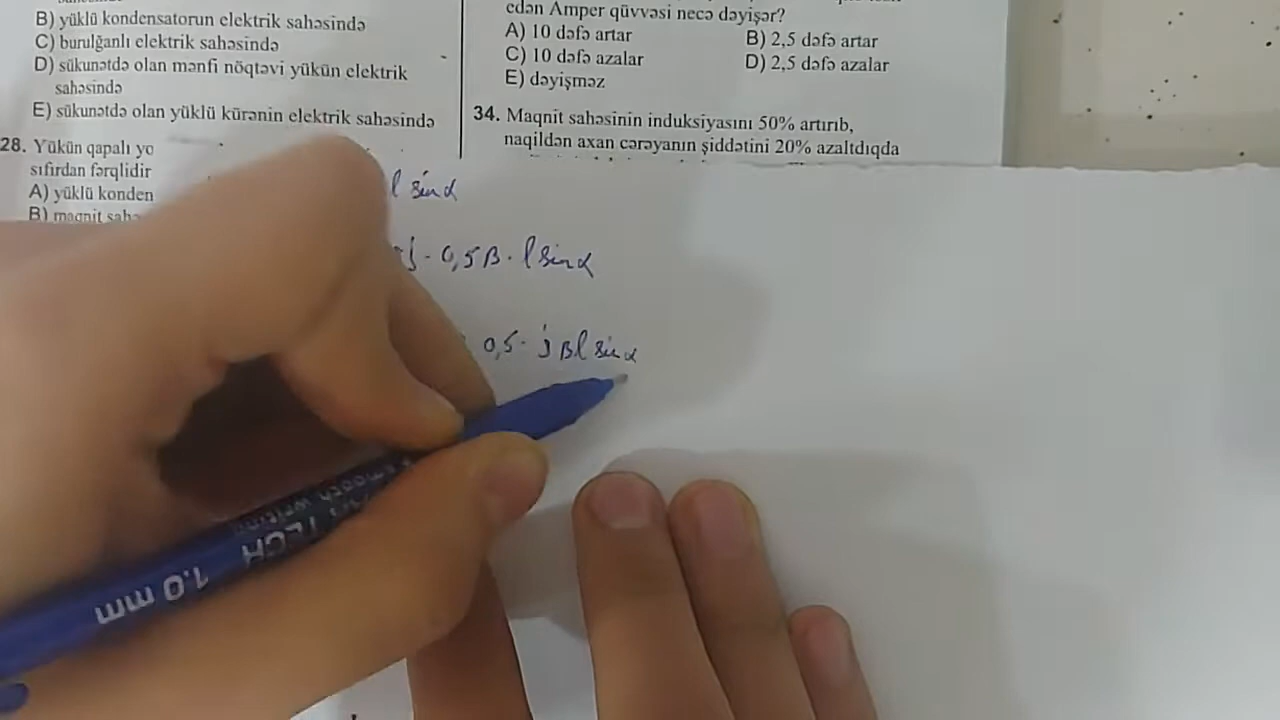 B) yüklü kondensatorun elektrik sahəsində
C) burulğanlı elektrik sahəsində
D) sükunətdə olan mənfi nöqtəvi yükün elektrik
sahəsində
E) sükunətdə olan yüklü kürənin elektrik sahəsində
28. Yükün qapalı yo
sıfırdan fərqlidir
A) yüklü konden
B) maqnit sahə
edən Amper qüvvəsi necə dəyişər?
A) 10 dəfə artar
B) 2,5 dəfə artar
C) 10 dəfə azalar
D) 2,5 dəfə azalar
E) dəyişməz
34. Maqnit sahəsinin induksiyasını 50% artırıb,
naqildən axan cərəyanın şiddətini 20% azaltdıqda
l sinα
· 0,5B · l sinα
0,5 · j B l sinα
1.0 mm